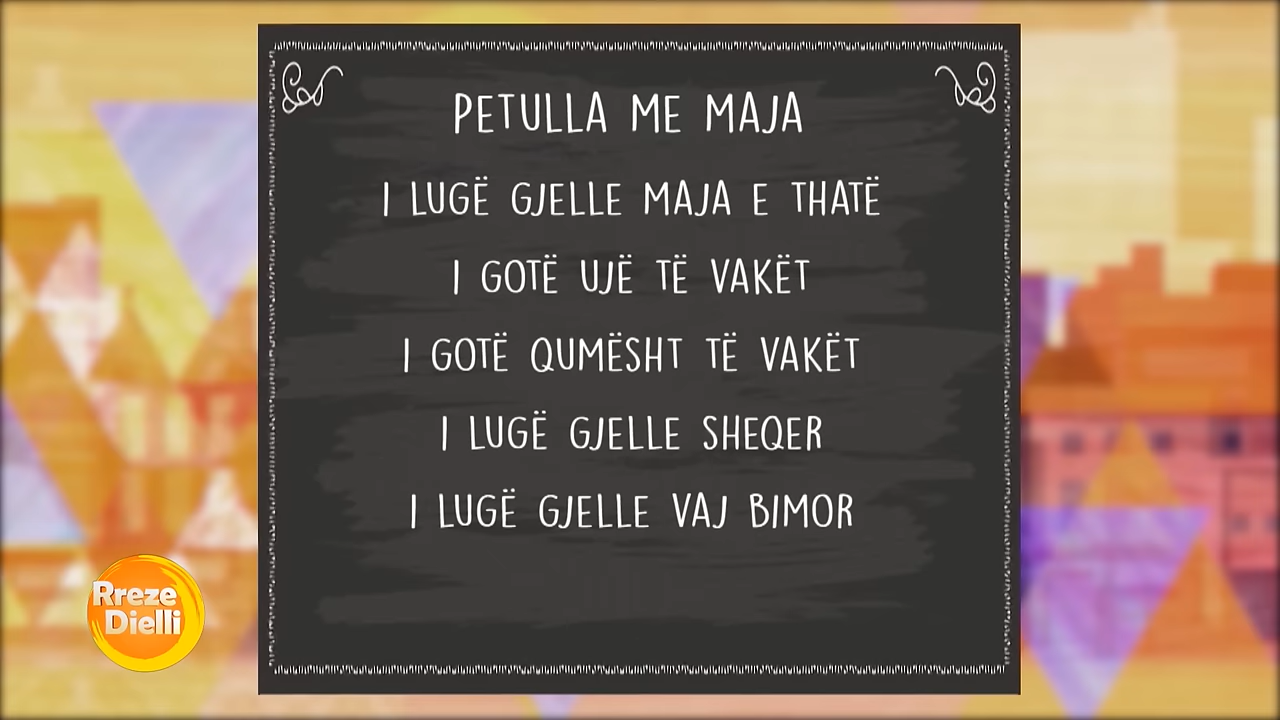 PETULLA ME MAJA
1 LUGË GJELLE MAJA E THATË
1 GOTË UJË TË VAKËT
1 GOTË QUMËSHT TË VAKËT
1 LUGË GJELLE SHEQER
1 LUGË GJELLE VAJ BIMOR
Rreze
Dielli